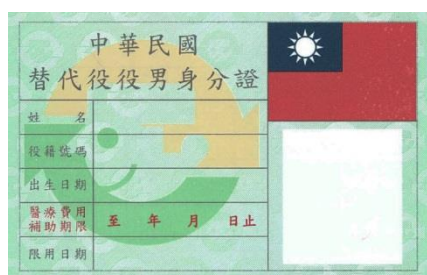 中華民國
替代役役男身分證
姓名
役籍號碼
出生日期
醫療費用
補助期限
至 年 月 日止
限用日期